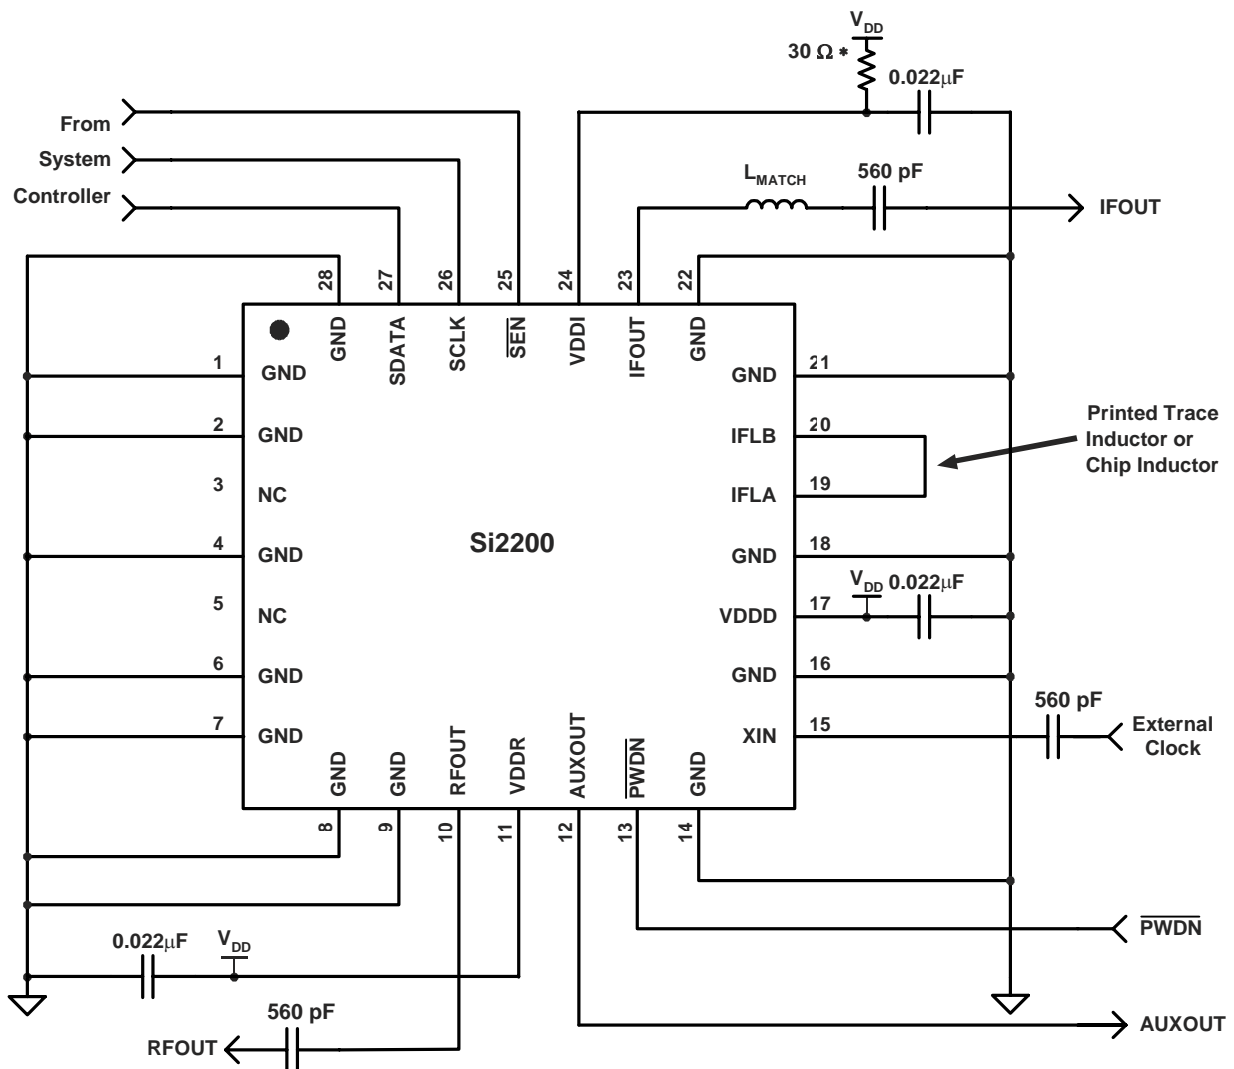 V_DD
30 Ω *
0.022μF
From
System
Controller
L_MATCH
560 pF
IFOUT
28
27
26
25
24
23
22
GND
SDATA
SCLK
SEN
VDDI
IFOUT
GND
1
GND
2
GND
3
NC
4
GND
5
NC
6
GND
7
GND
Si2200
GND
21
IFLB
20
IFLA
19
GND
18
VDDD
17
GND
16
XIN
15
Printed Trace
Inductor or
Chip Inductor
V_DD
0.022μF
560 pF
External
Clock
GND
GND
RFOUT
VDDR
AUXOUT
PWDN
GND
8
9
10
11
12
13
14
PWDN
0.022μF
V_DD
560 pF
AUXOUT
RFOUT